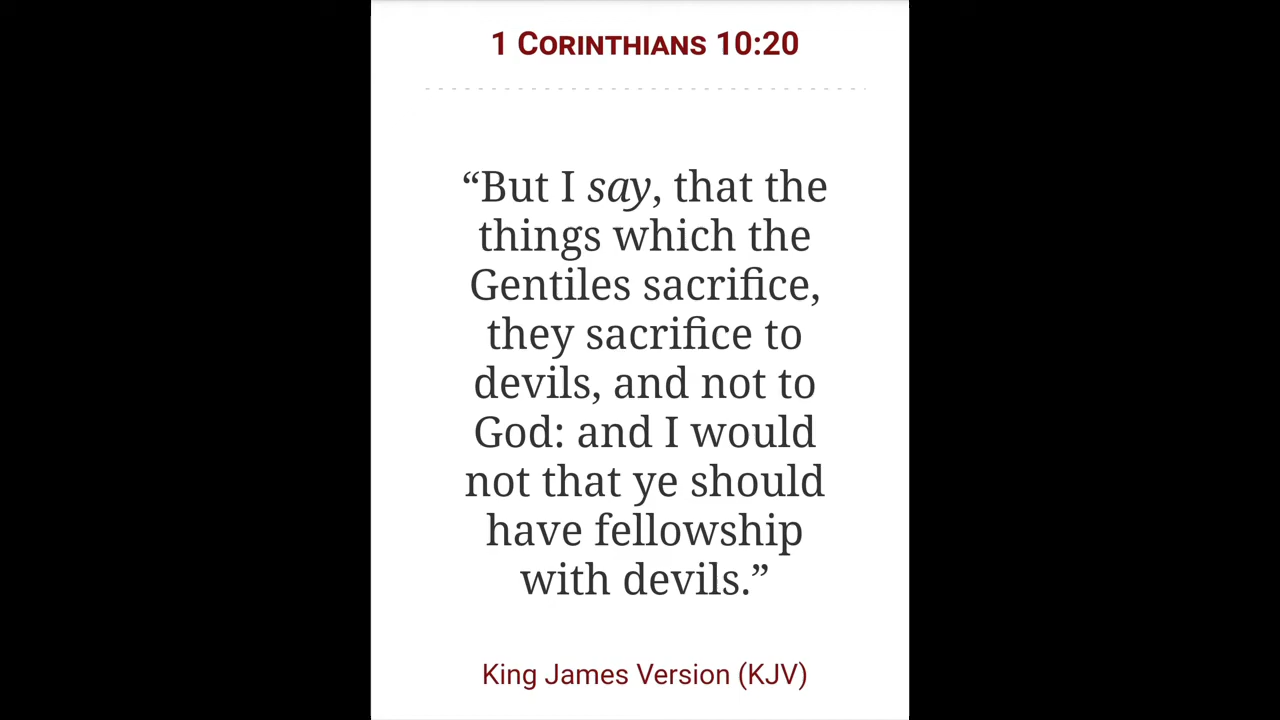 1 Corinthians 10:20
“But I say, that the
things which the
Gentiles sacrifice,
they sacrifice to
devils, and not to
God: and I would
not that ye should
have fellowship
with devils.”
King James Version (KJV)